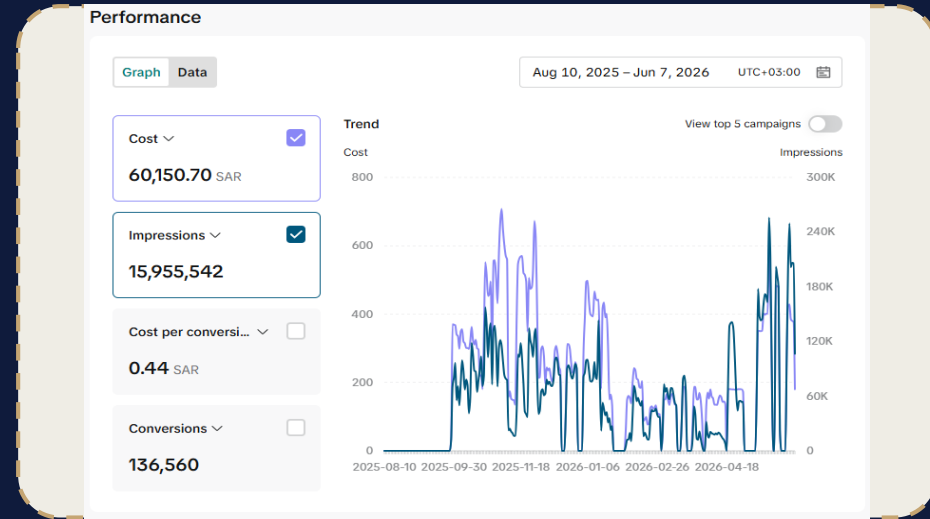 Performance
Graph Data
Aug 10, 2025 – Jun 7, 2026 UTC+03:00
Cost
60,150.70 SAR
Impressions
15,955,542
Cost per conversi...
0.44 SAR
Conversions
136,560
Trend View top 5 campaigns
Cost Impressions
800 300K
600 240K
400 180K
120K
200 60K
0 0
2025-08-10 2025-09-30 2025-11-18 2026-01-06 2026-02-26 2026-04-18